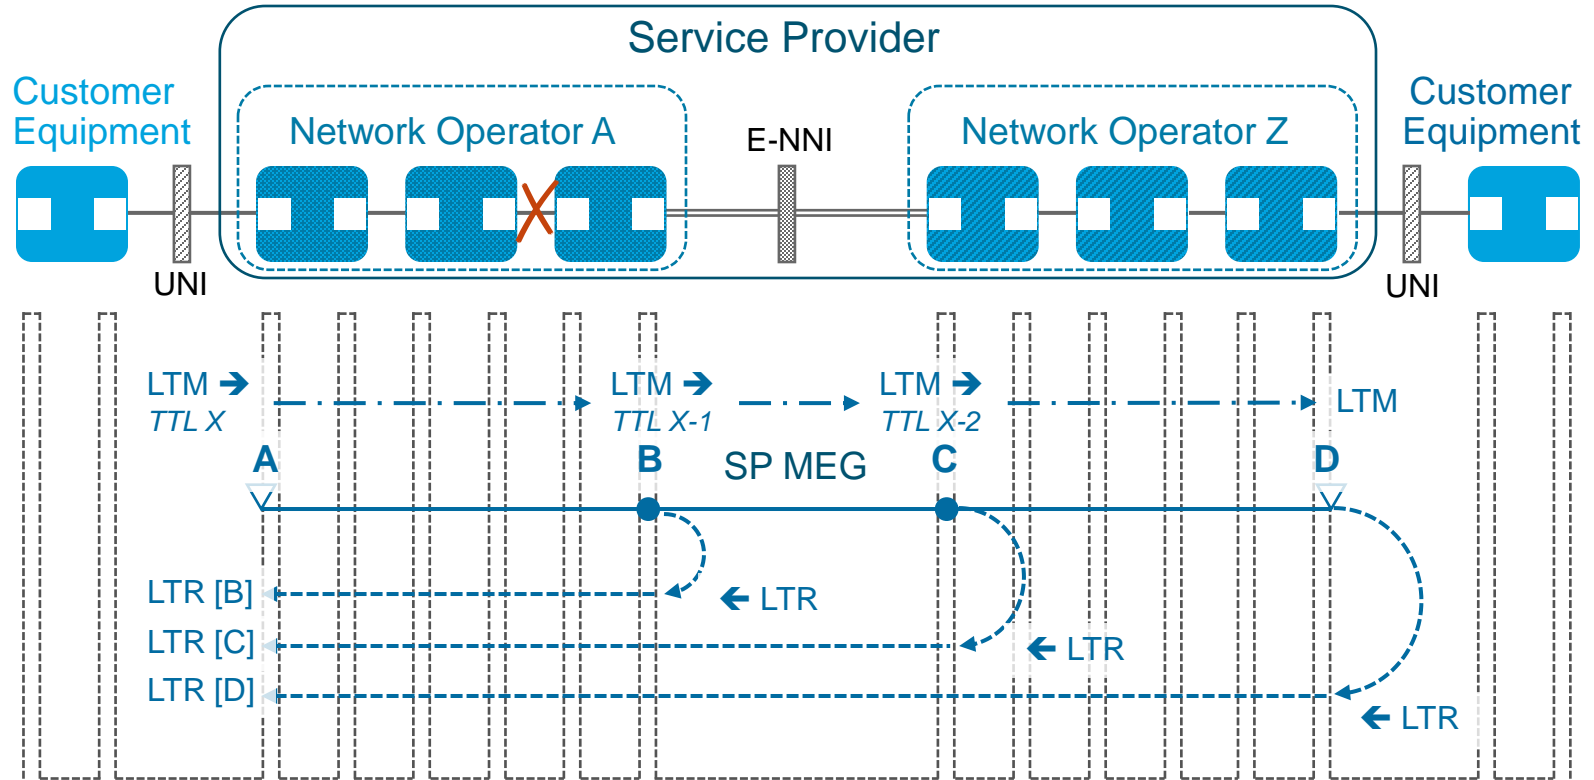 Service Provider
Customer
Equipment
Network Operator A
E-NNI
Network Operator Z
Customer
Equipment
UNI
UNI
LTM ➔
TTL X
LTM ➔
TTL X-1
LTM ➔
TTL X-2
LTM
A
B
SP MEG
C
D
LTR [B]
← LTR
LTR [C]
← LTR
LTR [D]
← LTR